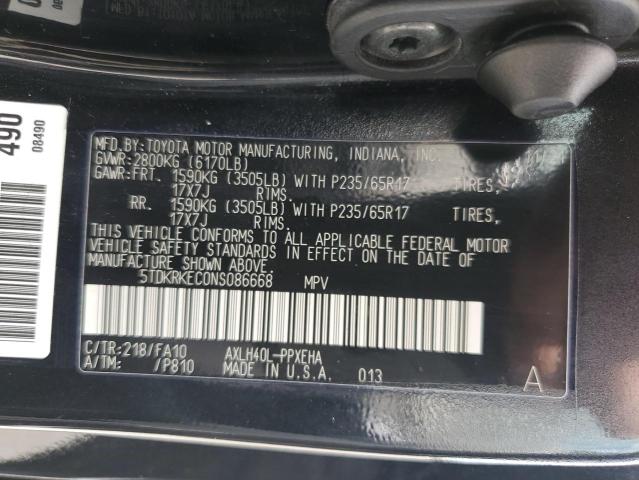 490
08490
MFD.BY:TOYOTA MOTOR MANUFACTURING, INDIANA, INC.
GVWR:2800KG (6170LB)
GAWR:FRT. 1590KG (3505LB) WITH P235/65R17 TIRES,
17X7J RIMS.
RR. 1590KG (3505LB) WITH P235/65R17 TIRES,
17X7J RIMS.
THIS VEHICLE CONFORMS TO ALL APPLICABLE FEDERAL MOTOR
VEHICLE SAFETY STANDARDS IN EFFECT ON THE DATE OF
MANUFACTURE SHOWN ABOVE.
5TDKRKEC0NS086668 MPV
C/TR:218/FA10 AXLH40L-PPXEHA
A/TM: /P810 MADE IN U.S.A. 013
A